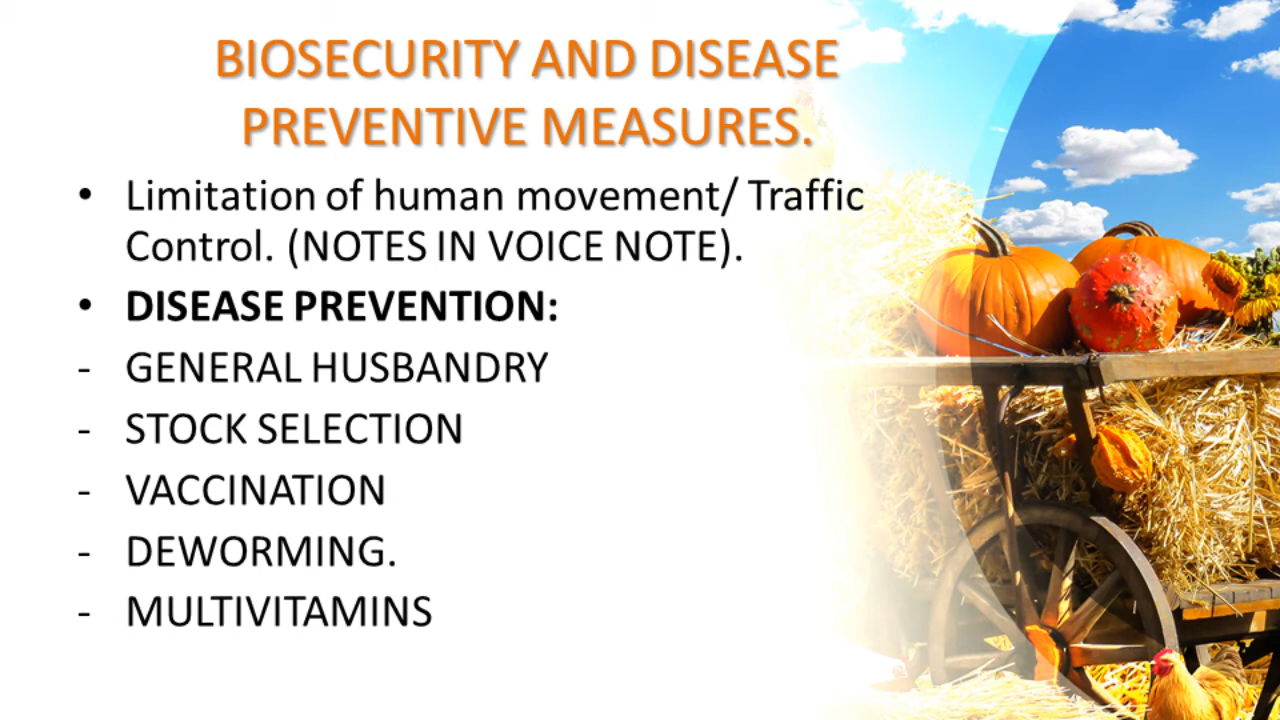 BIOSECURITY AND DISEASE
PREVENTIVE MEASURES.
• Limitation of human movement/ Traffic
Control. (NOTES IN VOICE NOTE).
• DISEASE PREVENTION:
- GENERAL HUSBANDRY
- STOCK SELECTION
- VACCINATION
- DEWORMING.
- MULTIVITAMINS